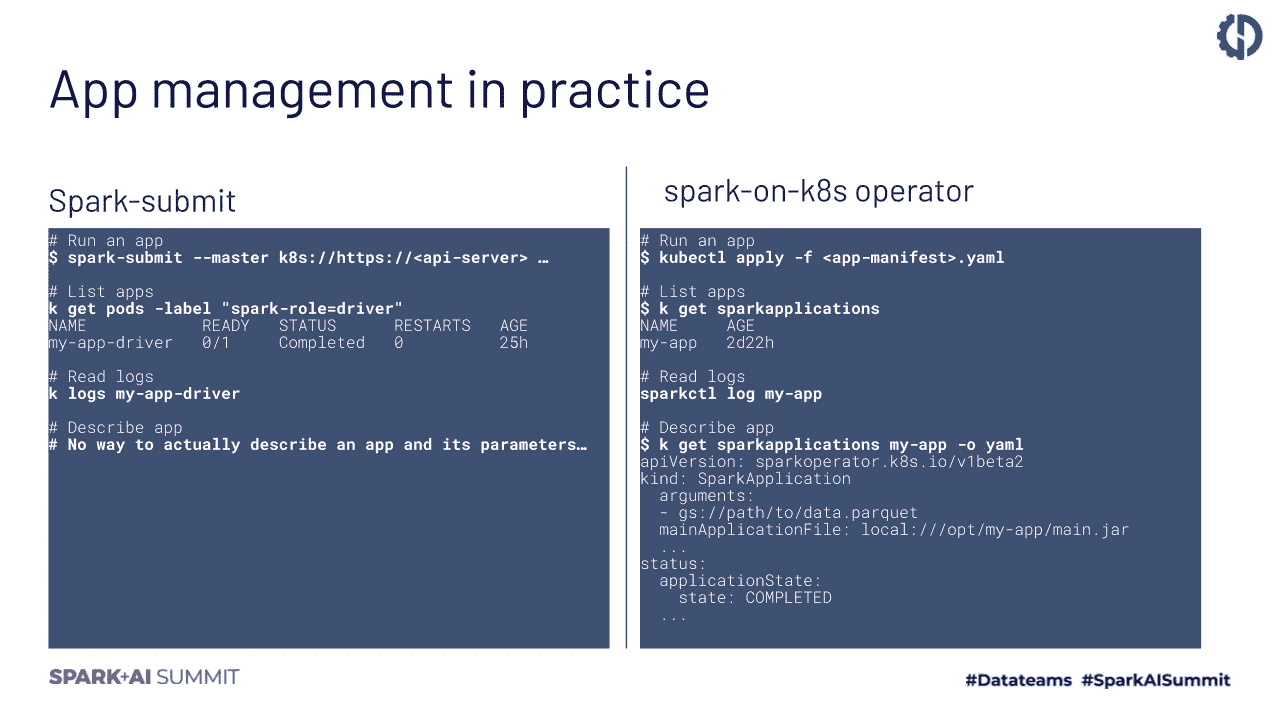 App management in practice
Spark-submit
# Run an app
$ spark-submit --master k8s://https://<api-server> …
# List apps
k get pods -label "spark-role=driver"
NAME            READY   STATUS      RESTARTS   AGE
my-app-driver   0/1     Completed   0          25h
# Read logs
k logs my-app-driver
# Describe app
# No way to actually describe an app and its parameters…
spark-on-k8s operator
# Run an app
$ kubectl apply -f <app-manifest>.yaml
# List apps
$ k get sparkapplications
NAME     AGE
my-app   2d22h
# Read logs
sparkctl log my-app
# Describe app
$ k get sparkapplications my-app -o yaml
apiVersion: sparkoperator.k8s.io/v1beta2
kind: SparkApplication
  arguments:
  - gs://path/to/data.parquet
  mainApplicationFile: local:///opt/my-app/main.jar
  ...
status:
  applicationState:
    state: COMPLETED
  ...
SPARK+AI SUMMIT
#Datateams #SparkAISummit